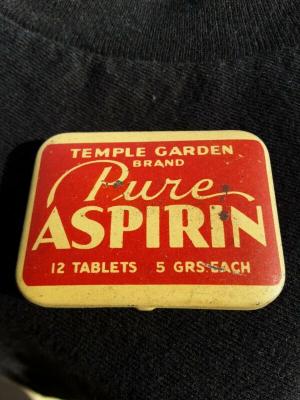 TEMPLE GARDEN
BRAND
Pure
ASPIRIN
12 TABLETS 5 GRS. EACH